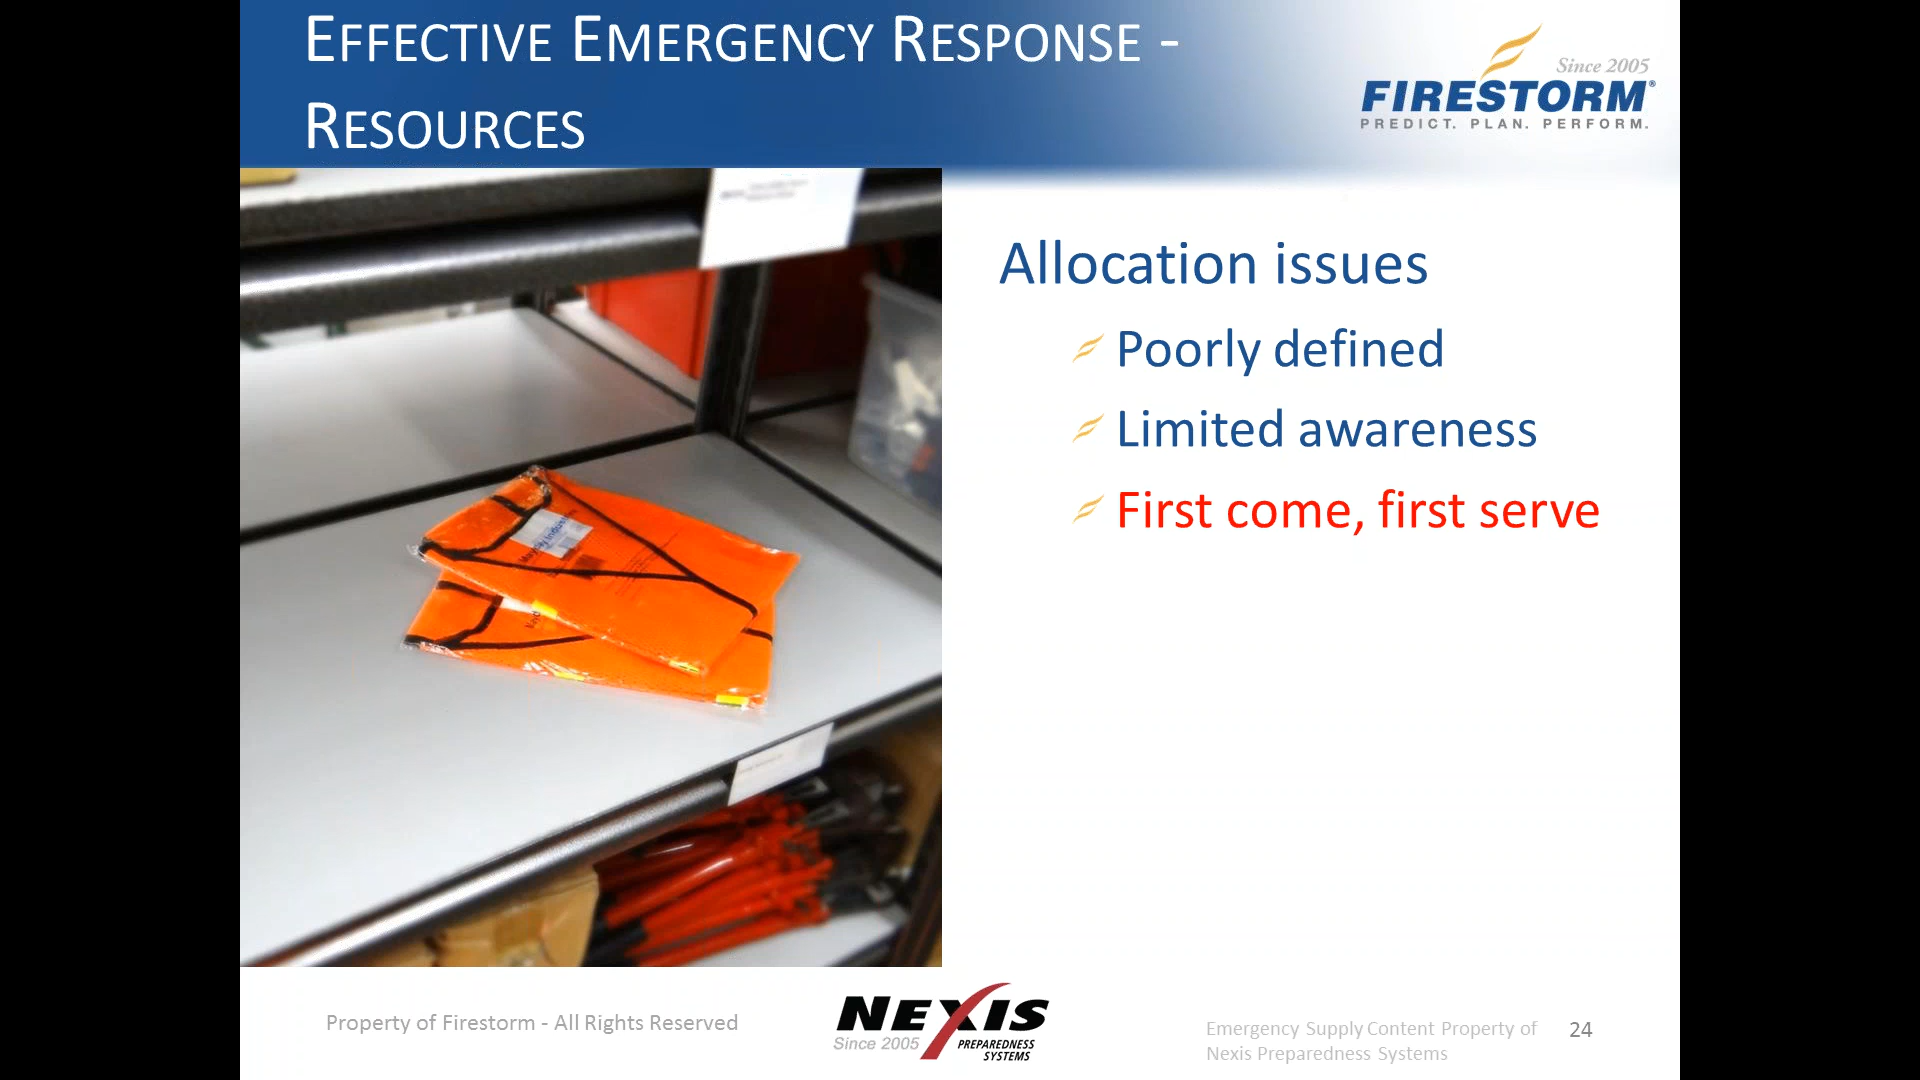 EFFECTIVE EMERGENCY RESPONSE -
RESOURCES
Since 2005
FIRESTORM®
PREDICT. PLAN. PERFORM.
Allocation issues
Poorly defined
Limited awareness
First come, first serve
Property of Firestorm - All Rights Reserved
NEXIS
Since 2005
PREPAREDNESS
SYSTEMS
Emergency Supply Content Property of
Nexis Preparedness Systems
24